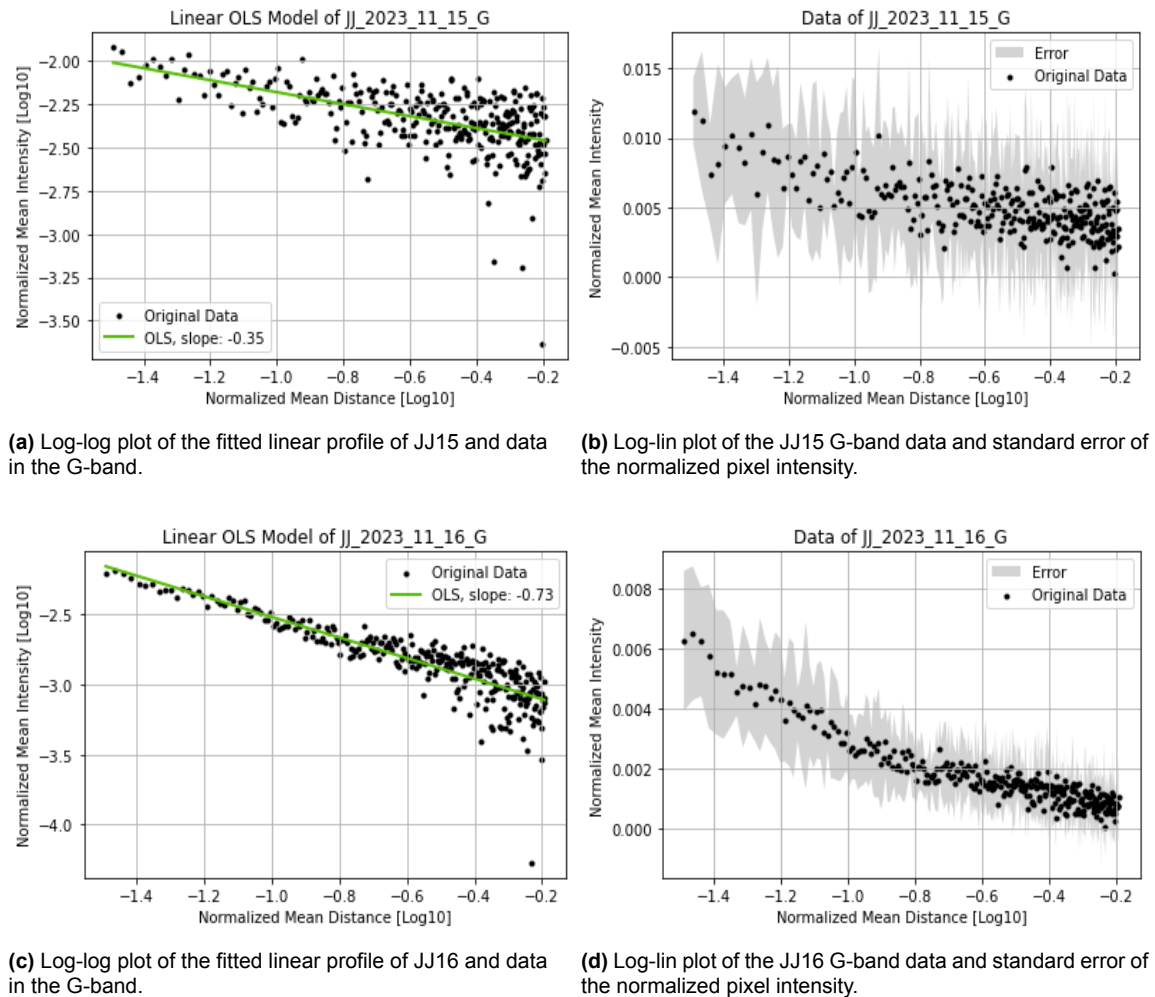 Linear OLS Model of JJ_2023_11_15_G
Normalized Mean Intensity [Log10]
−2.00
−2.25
−2.50
−2.75
−3.00
−3.25
−3.50
Original Data
OLS, slope: -0.35
−1.4 −1.2 −1.0 −0.8 −0.6 −0.4 −0.2
Normalized Mean Distance [Log10]
Data of JJ_2023_11_15_G
Normalized Mean Intensity
0.015
0.010
0.005
0.000
−0.005
Error
Original Data
−1.4 −1.2 −1.0 −0.8 −0.6 −0.4 −0.2
Normalized Mean Distance [Log10]
(a) Log-log plot of the fitted linear profile of JJ15 and data
in the G-band.
(b) Log-lin plot of the JJ15 G-band data and standard error of
the normalized pixel intensity.
Linear OLS Model of JJ_2023_11_16_G
Normalized Mean Intensity [Log10]
−2.5
−3.0
−3.5
−4.0
Original Data
OLS, slope: -0.73
−1.4 −1.2 −1.0 −0.8 −0.6 −0.4 −0.2
Normalized Mean Distance [Log10]
Data of JJ_2023_11_16_G
Normalized Mean Intensity
0.008
0.006
0.004
0.002
0.000
Error
Original Data
−1.4 −1.2 −1.0 −0.8 −0.6 −0.4 −0.2
Normalized Mean Distance [Log10]
(c) Log-log plot of the fitted linear profile of JJ16 and data
in the G-band.
(d) Log-lin plot of the JJ16 G-band data and standard error of
the normalized pixel intensity.